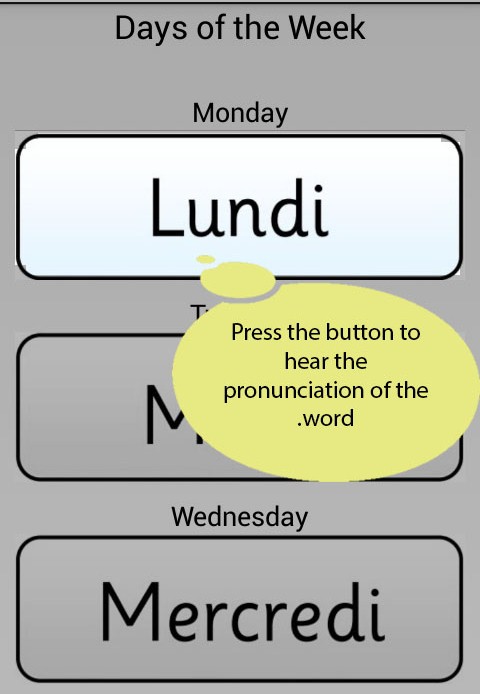 Days of the Week
Monday
Lundi
Press the button to
hear the
pronunciation of the
.word
Wednesday
Mercredi